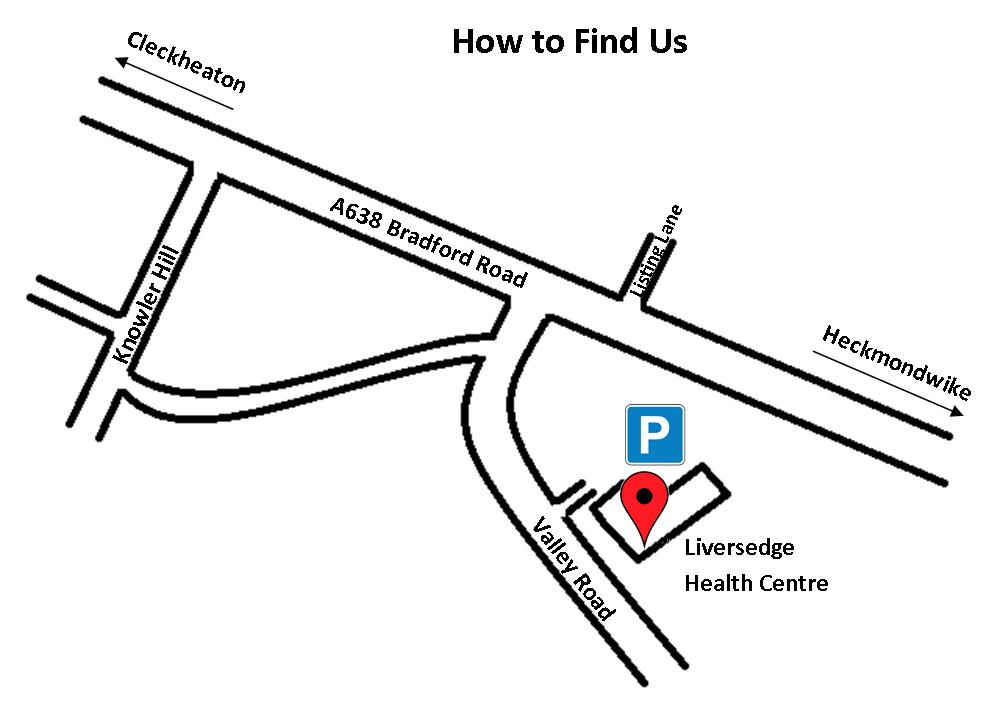 How to Find Us
Cleckheaton
A638 Bradford Road
Listing Lane
Knowler Hill
Heckmondwike
P
Valley Road
Liversedge
Health Centre